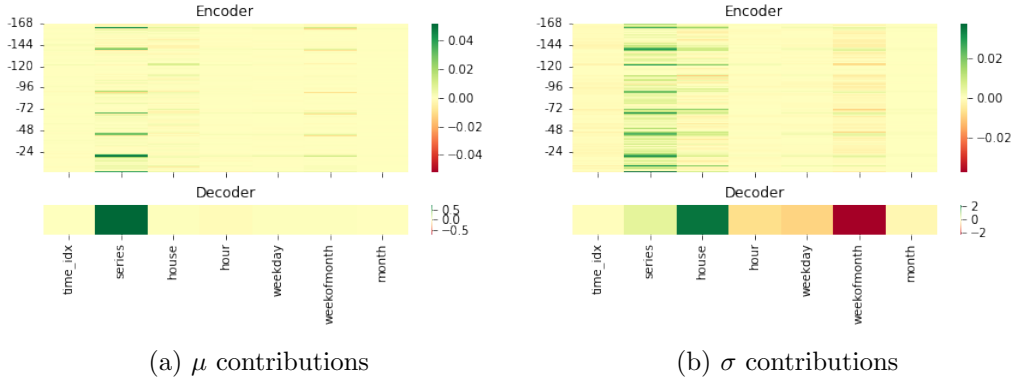 Encoder
-168
-144
-120
-96
-72
-48
-24
0.04
0.02
0.00
−0.02
−0.04
Decoder
0.5
0.0
−0.5
time_idx
series
house
hour
weekday
weekofmonth
month
(a) μ contributions
Encoder
-168
-144
-120
-96
-72
-48
-24
0.02
0.00
−0.02
Decoder
2
0
−2
time_idx
series
house
hour
weekday
weekofmonth
month
(b) σ contributions